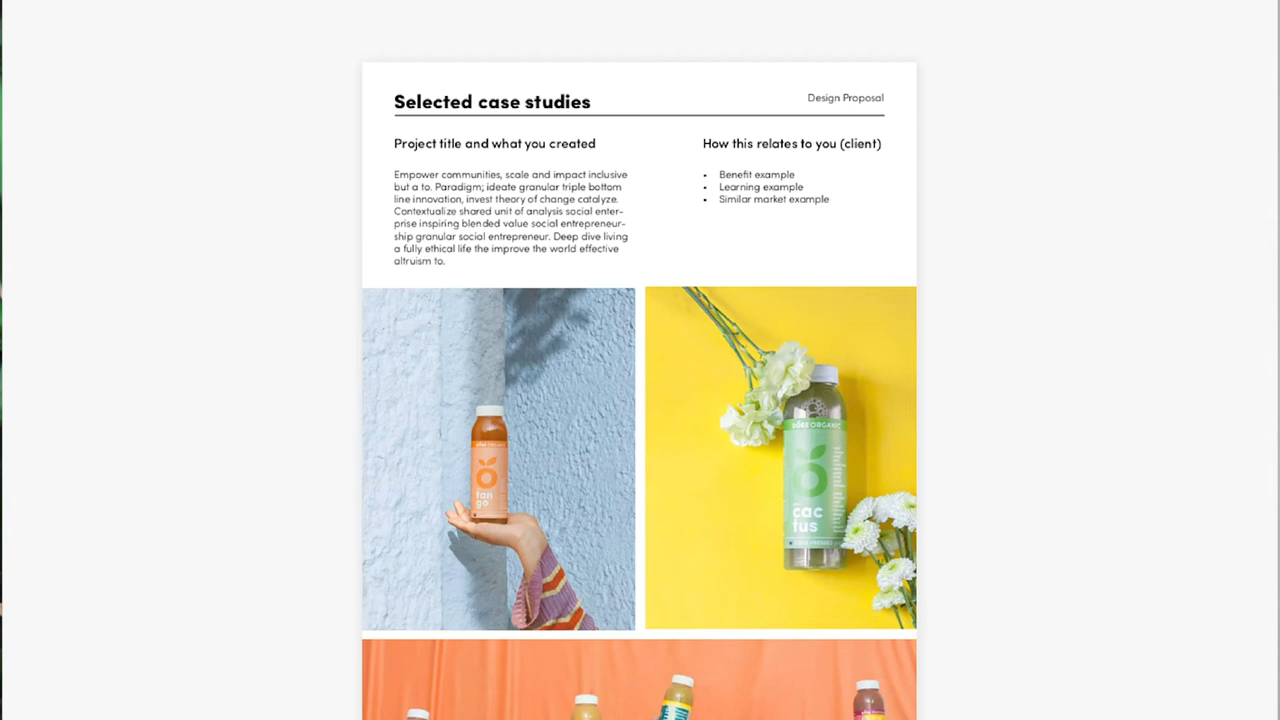 Selected case studies
Design Proposal
Project title and what you created
Empower communities, scale and impact inclusive
but a to. Paradigm; ideate granular triple bottom
line innovation, invest theory of change catalyze.
Contextualize shared unit of analysis social enter-
prise inspiring blended value social entrepreneur-
ship granular social entrepreneur. Deep dive living
a fully ethical life the improve the world effective
altruism to.
How this relates to you (client)
• Benefit example
• Learning example
• Similar market example
tan
go
ORGANIC
cac
tus